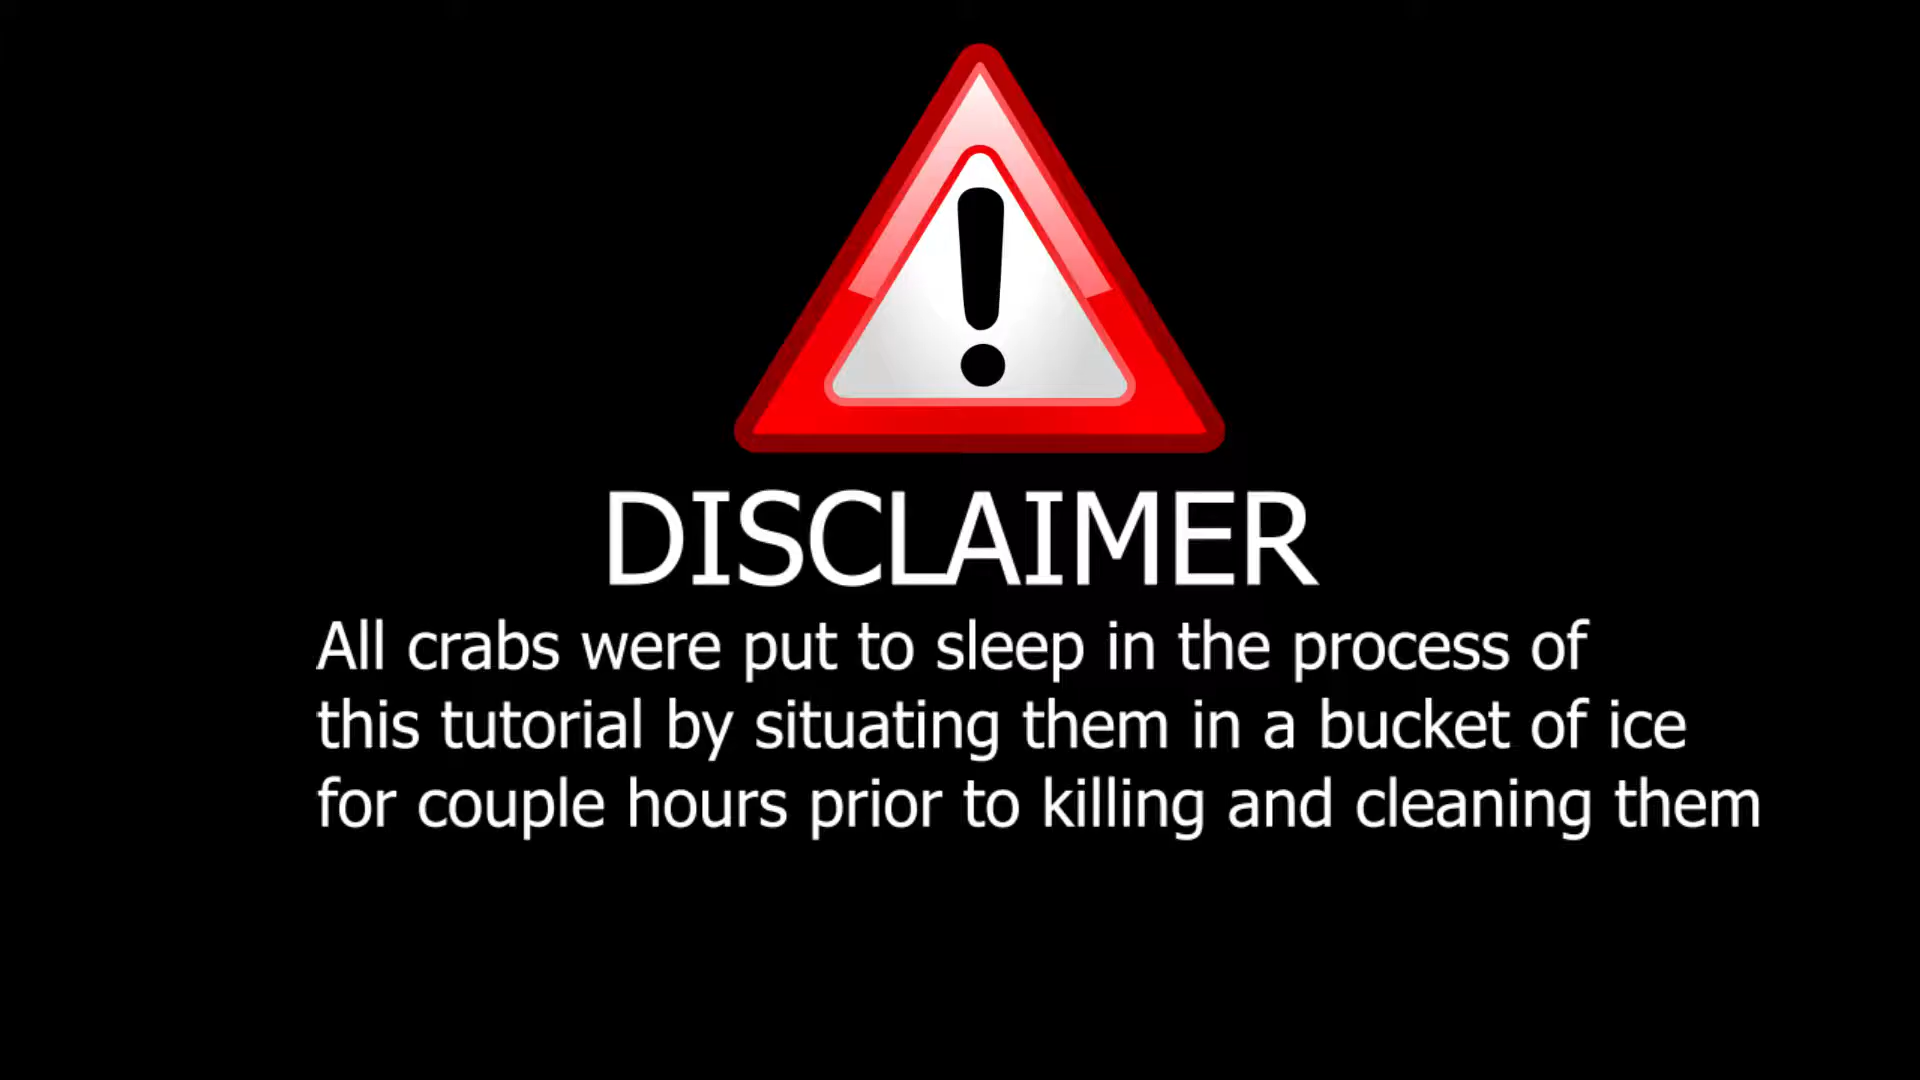 DISCLAIMER
All crabs were put to sleep in the process of
this tutorial by situating them in a bucket of ice
for couple hours prior to killing and cleaning them